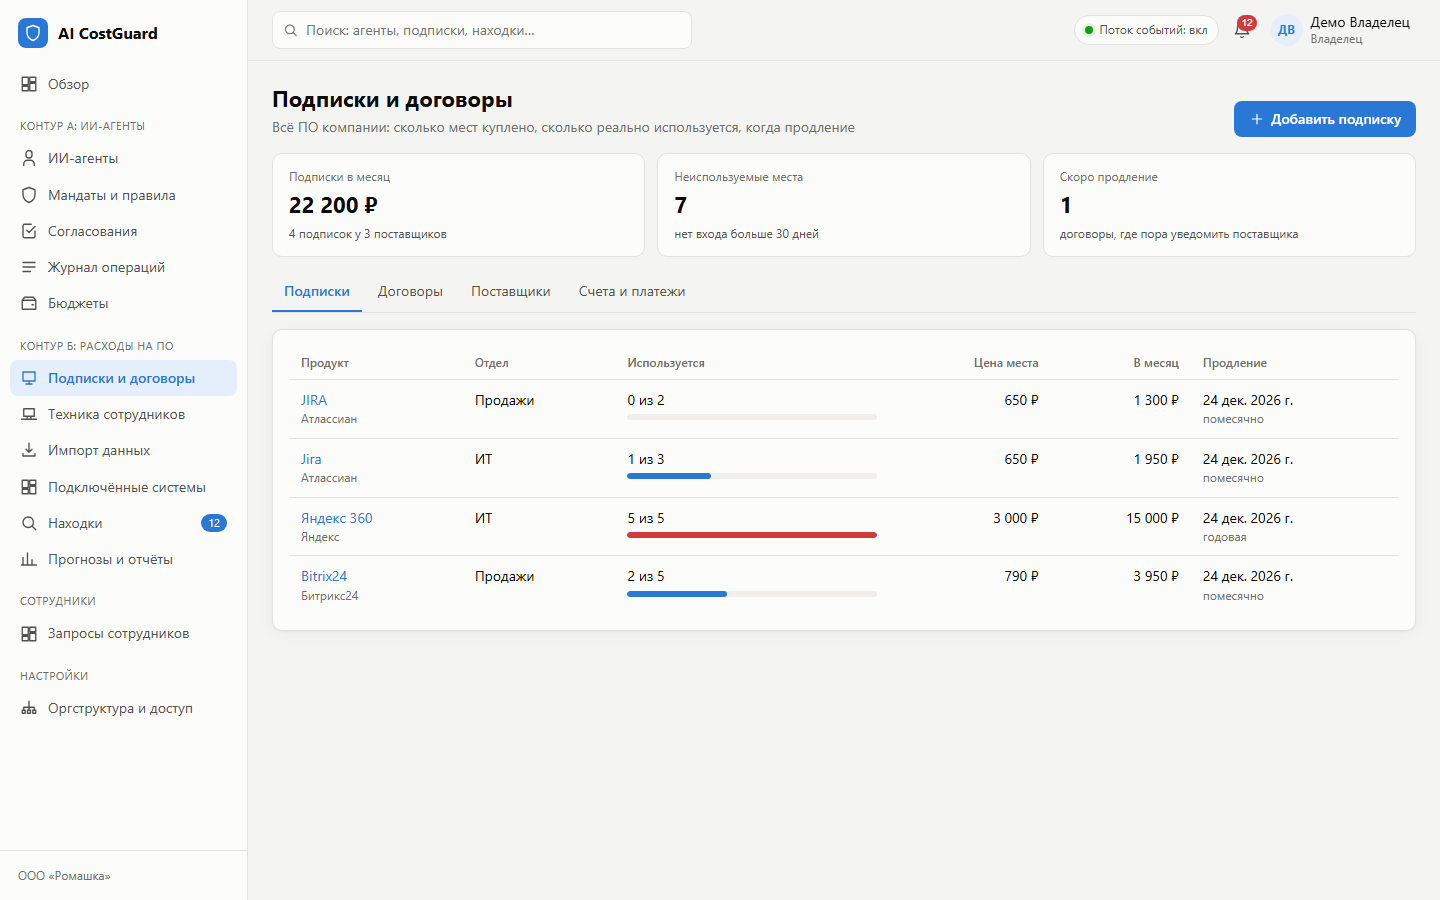 AI CostGuard
Поиск: агенты, подписки, находки...
Поток событий: вкл
12
ДВ
Демо Владелец
Владелец
Обзор
КОНТУР А: ИИ-АГЕНТЫ
ИИ-агенты
Мандаты и правила
Согласования
Журнал операций
Бюджеты
КОНТУР Б: РАСХОДЫ НА ПО
Подписки и договоры
Техника сотрудников
Импорт данных
Подключённые системы
Находки 12
Прогнозы и отчёты
СОТРУДНИКИ
Запросы сотрудников
НАСТРОЙКИ
Оргструктура и доступ
ООО «Ромашка»
Подписки и договоры
Всё ПО компании: сколько мест куплено, сколько реально используется, когда продление
+ Добавить подписку
Подписки в месяц
22 200 ₽
4 подписок у 3 поставщиков
Неиспользуемые места
7
нет входа больше 30 дней
Скоро продление
1
договоры, где пора уведомить поставщика
Подписки Договоры Поставщики Счета и платежи
Продукт Отдел Используется Цена места В месяц Продление
JIRA Продажи 0 из 2 650 ₽ 1 300 ₽ 24 дек. 2026 г.
Атлассиан помесячно
Jira ИТ 1 из 3 650 ₽ 1 950 ₽ 24 дек. 2026 г.
Атлассиан помесячно
Яндекс 360 ИТ 5 из 5 3 000 ₽ 15 000 ₽ 24 дек. 2026 г.
Яндекс годовая
Bitrix24 Продажи 2 из 5 790 ₽ 3 950 ₽ 24 дек. 2026 г.
Битрикс24 помесячно